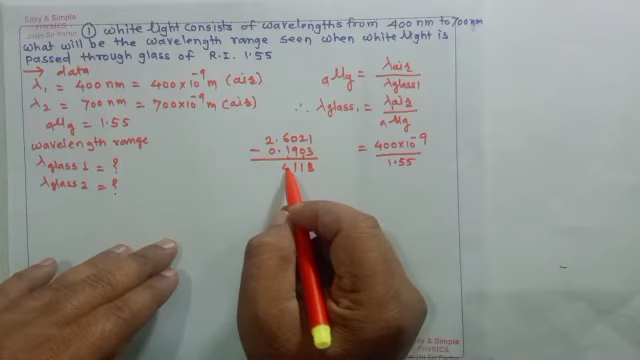 Easy & Simple
PHYSICS
① White light consists of wavelengths from 400 nm to 700 nm
what will be the wavelength range seen when white light is
passed through glass of R.I. 1.55
→ data
λ₁ = 400 nm = 400×10⁻⁹ m (air)
λ₂ = 700 nm = 700×10⁻⁹ m (air)
aμg = 1.55
wavelength range
λglass 1 = ?
λglass 2 = ?
2.6021
- 0.1903
4118
aμg = λair / λglass1
∴ λglass1 = λair / aμg
= 400×10⁻⁹ / 1.55
Easy & Simple
PHYSICS